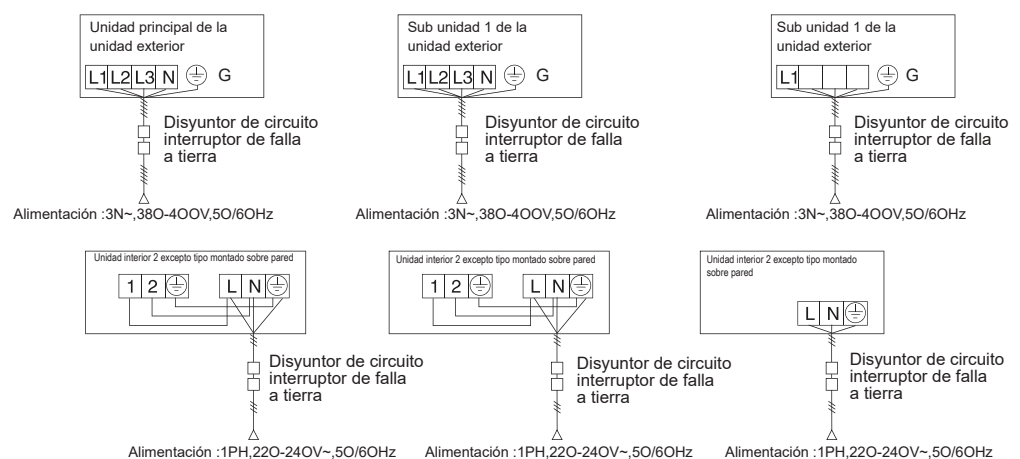 Unidad principal de la
unidad exterior
L1 L2 L3 N G
Disyuntor de circuito
interruptor de falla
a tierra
Alimentación :3N~,38O-4OOV,5O/6OHz
Sub unidad 1 de la
unidad exterior
L1 L2 L3 N G
Disyuntor de circuito
interruptor de falla
a tierra
Alimentación :3N~,38O-4OOV,5O/6OHz
Sub unidad 1 de la
unidad exterior
L1 G
Disyuntor de circuito
interruptor de falla
a tierra
Alimentación :3N~,38O-4OOV,5O/6OHz
Unidad interior 2 excepto tipo montado sobre pared
1 2 L N
Disyuntor de circuito
interruptor de falla
a tierra
Alimentación :1PH,22O-24OV~,5O/6OHz
Unidad interior 2 excepto tipo montado sobre pared
1 2 L N
Disyuntor de circuito
interruptor de falla
a tierra
Alimentación :1PH,22O-24OV~,5O/6OHz
Unidad interior 2 excepto tipo montado
sobre pared
L N
Disyuntor de circuito
interruptor de falla
a tierra
Alimentación :1PH,22O-24OV~,5O/6OHz